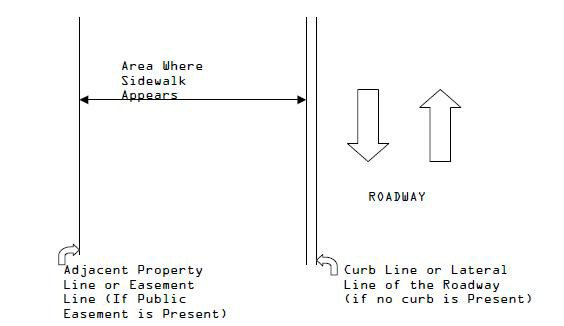 Area Where
Sidewalk
Appears
ROADWAY
Adjacent Property
Line or Easement
Line (If Public
Easement is Present)
Curb Line or Lateral
Line of the Roadway
(if no curb is Present)